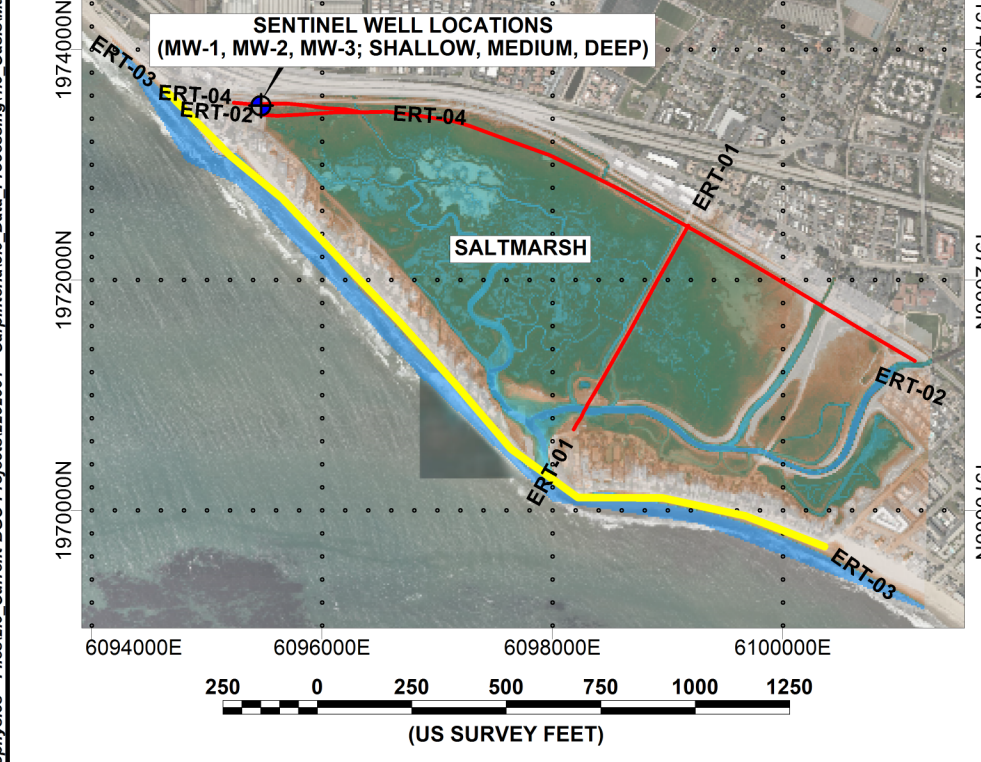 SENTINEL WELL LOCATIONS
(MW-1, MW-2, MW-3; SHALLOW, MEDIUM, DEEP)
1974000N
ERT-03
ERT-04
ERT-02
ERT-04
ERT-01
SALTMARSH
1972000N
ERT-02
ERT-01
1970000N
ERT-03
6094000E 6096000E 6098000E 6100000E
250 0 250 500 750 1000 1250
(US SURVEY FEET)